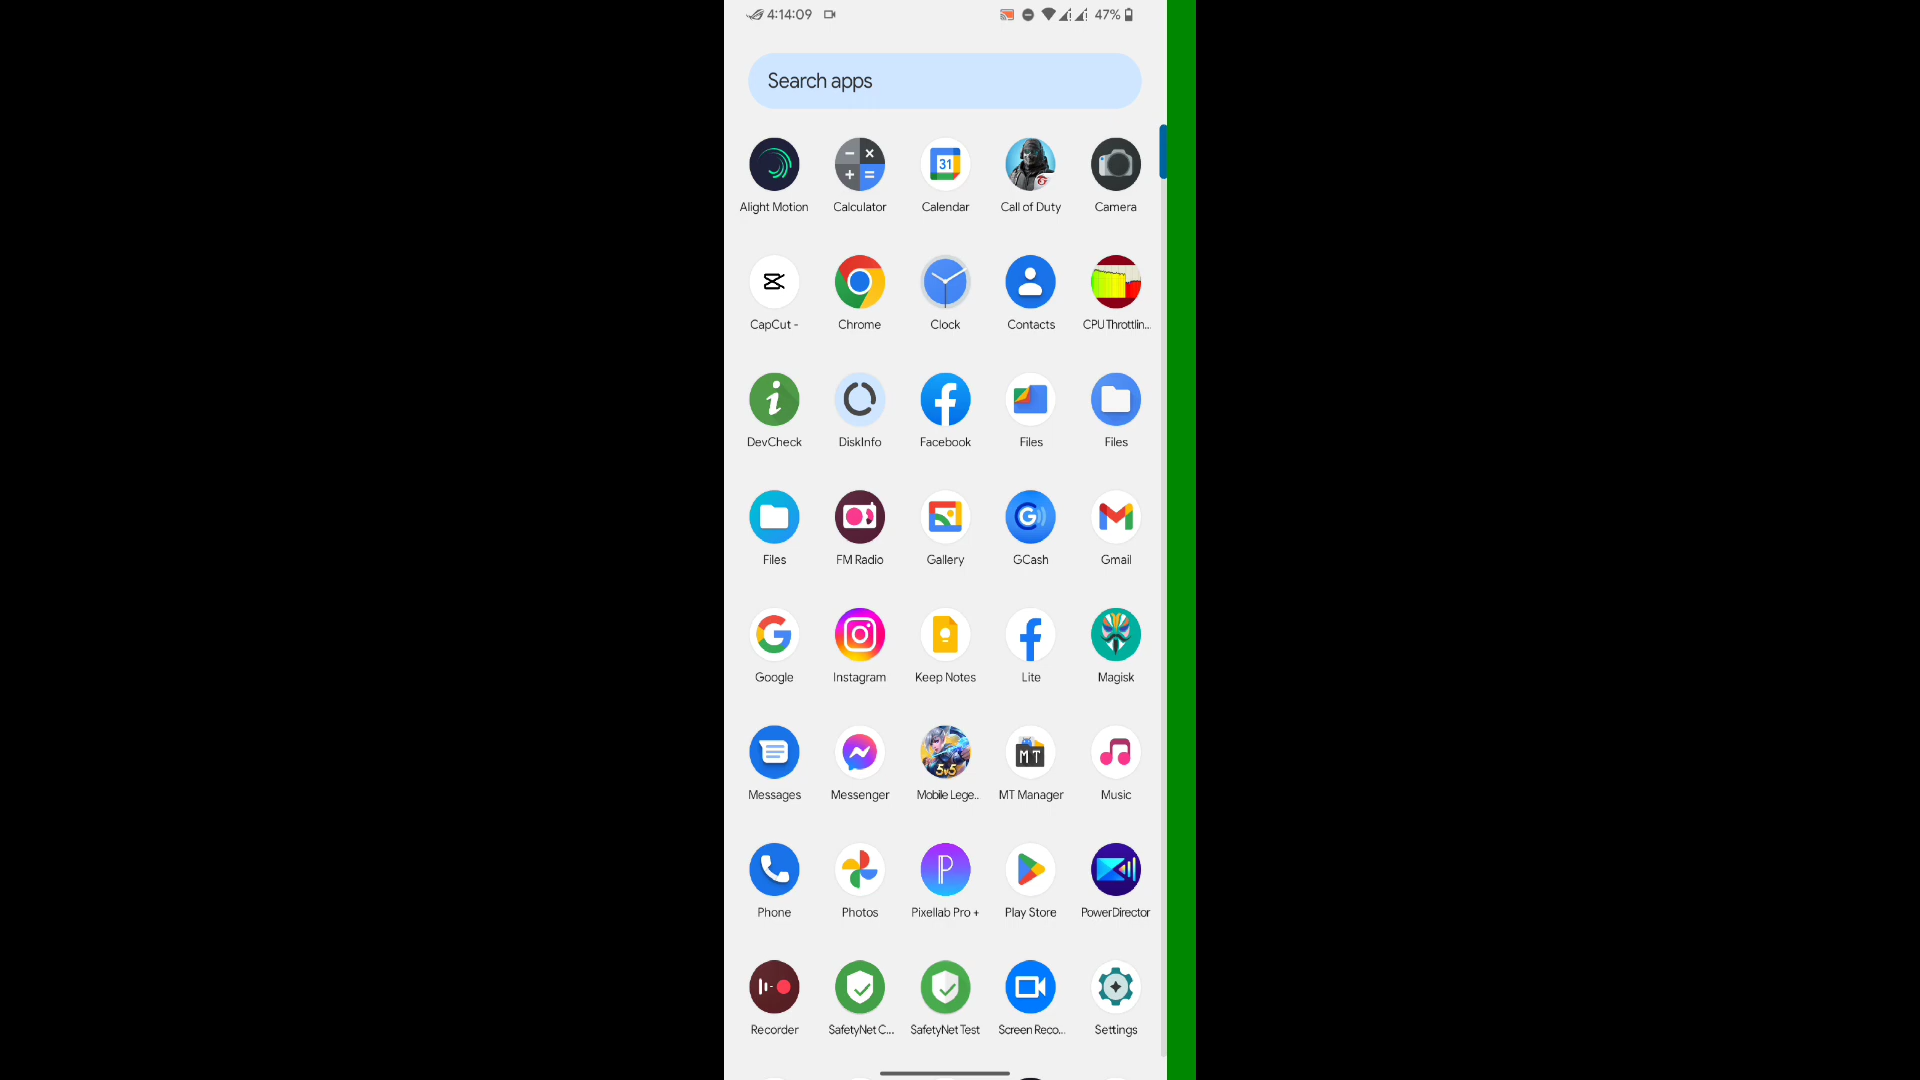 4:14:09 47%
Search apps
31
Alight Motion Calculator Calendar Call of Duty Camera
CapCut - Chrome Clock Contacts CPU Throttlin...
DevCheck DiskInfo Facebook Files Files
Files FM Radio Gallery GCash Gmail
Google Instagram Keep Notes Lite Magisk
5v5
MT
Messages Messenger Mobile Lege.. MT Manager Music
Phone Photos Pixellab Pro + Play Store PowerDirector
Recorder SafetyNet C... SafetyNet Test Screen Reco... Settings